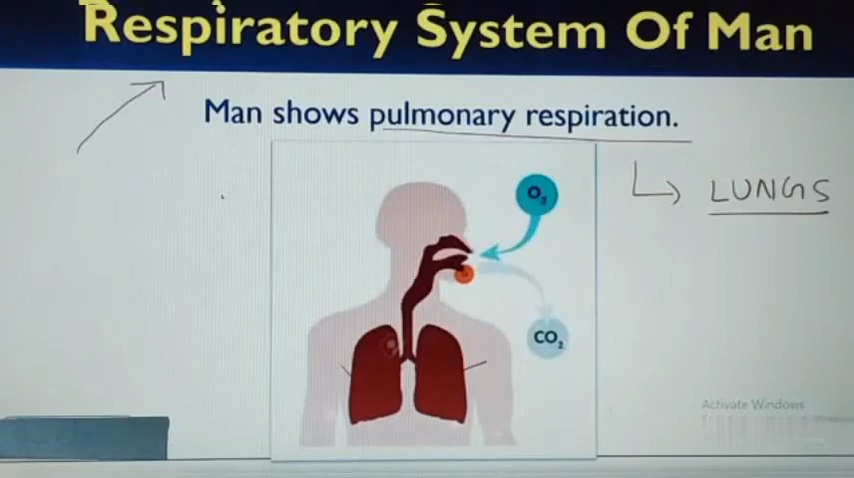 Respiratory System Of Man
Man shows pulmonary respiration.
O₂
LUNGS
CO₂
Activate Windows